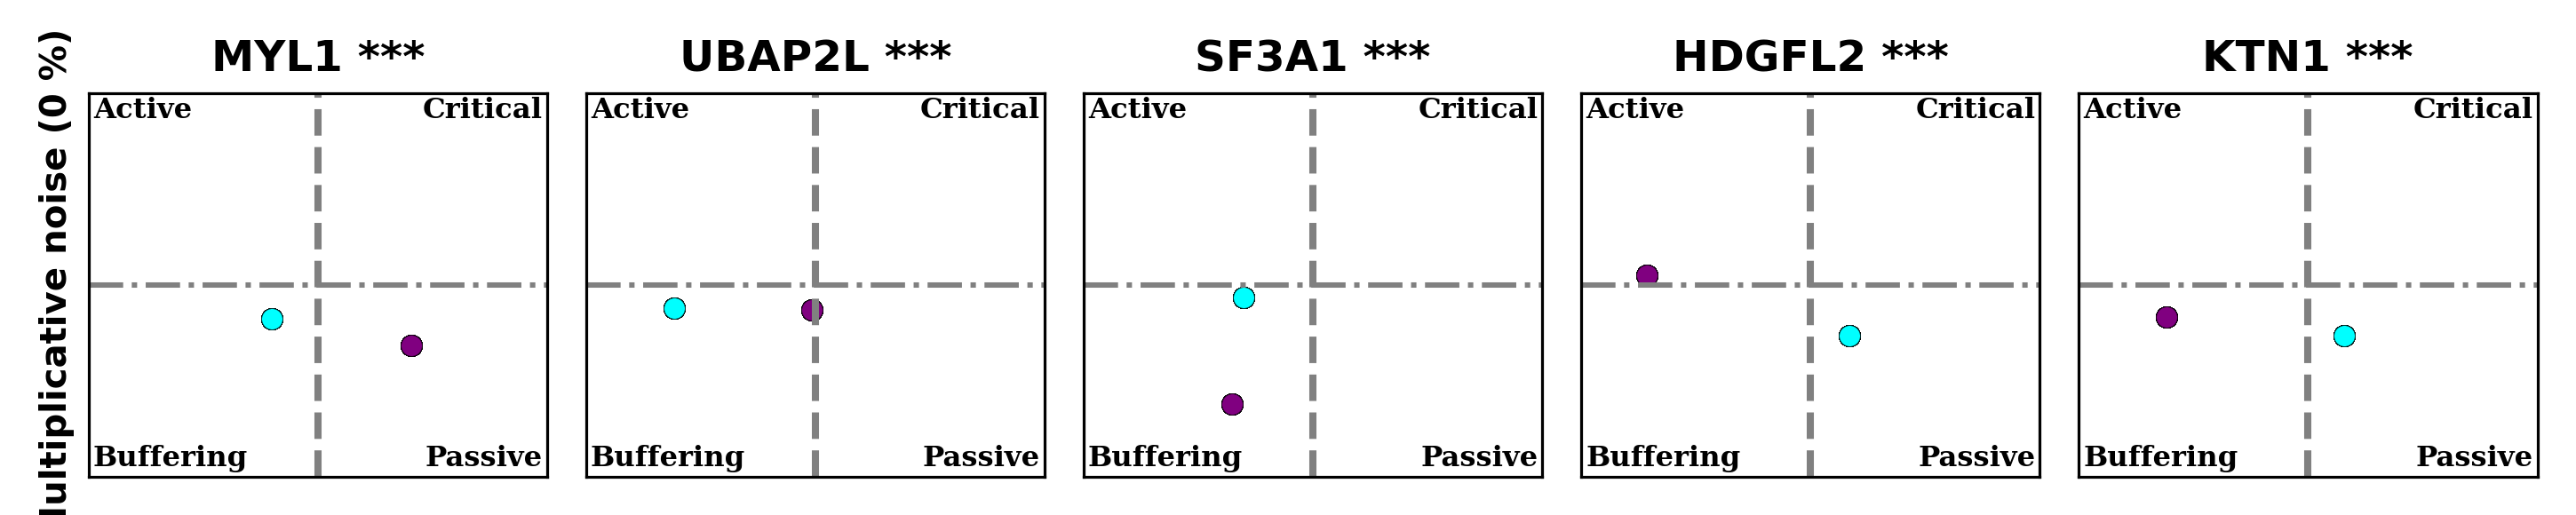 MYL1 ***
UBAP2L ***
SF3A1 ***
HDGFL2 ***
KTN1 ***
noise (0 %)
Active Critical
Buffering Passive
Active Critical
Buffering Passive
Active Critical
Buffering Passive
Active Critical
Buffering Passive
Active Critical
Buffering Passive